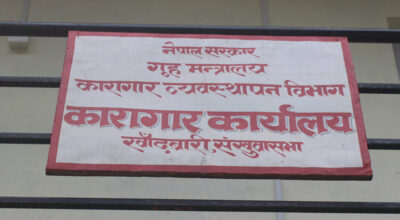 नेपाल सरकार
गृह मन्त्रालय
कारागार व्यवस्थापन विभाग
कारागार कार्यालय
खाँदबारी, संखुवासभा